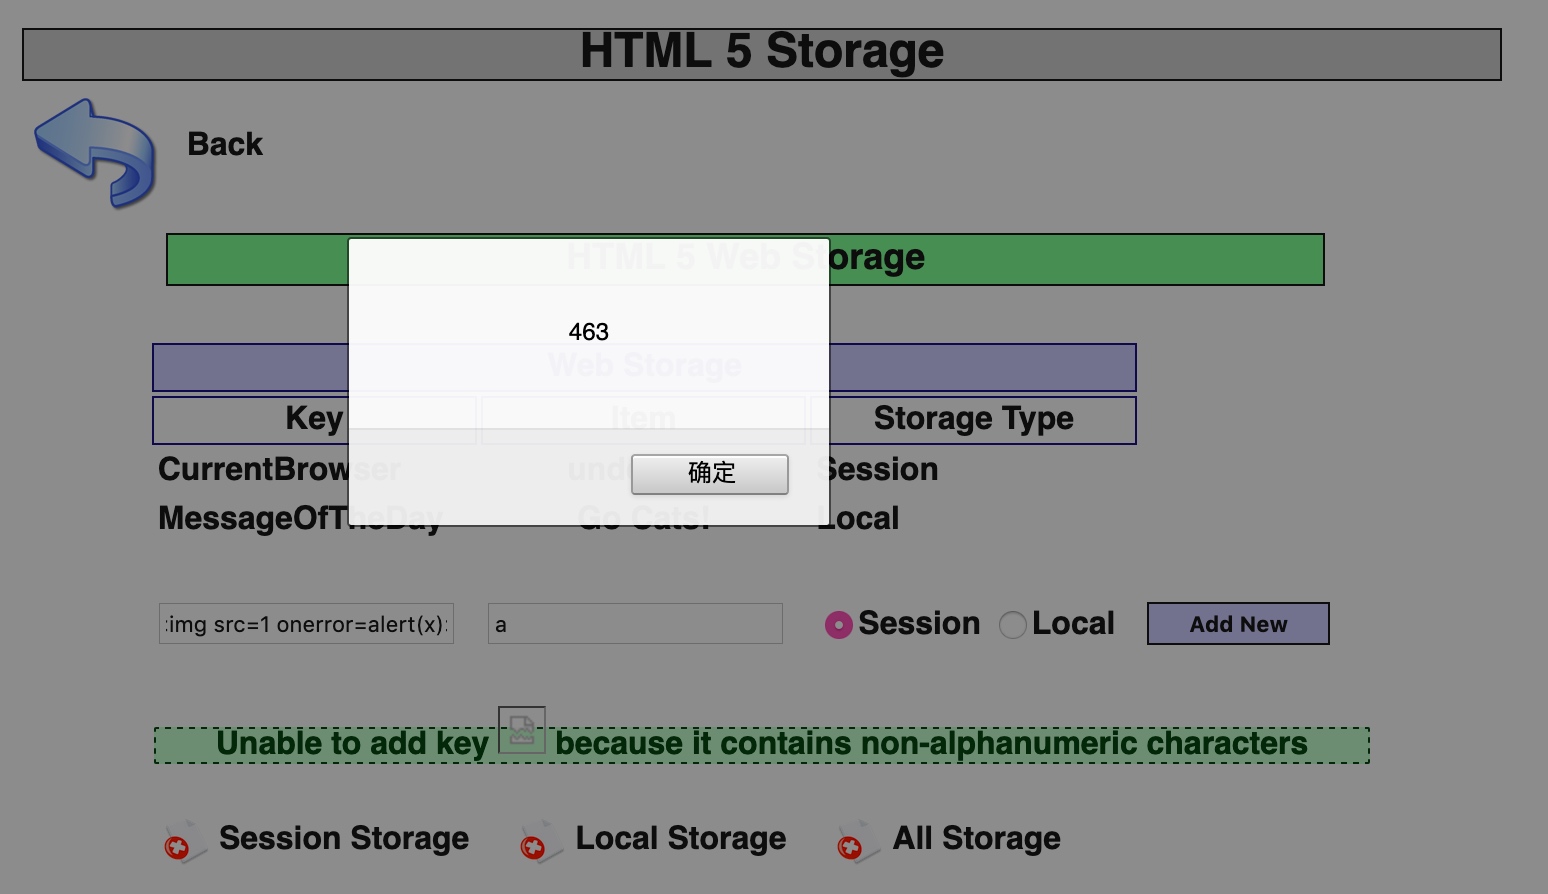 HTML 5 Storage
Back
HTML 5 Web Storage
463
Web Storage
Key Item Storage Type
确定
CurrentBrowser Session
MessageOfTheDay Go Cats! Local
img src=1 onerror=alert(x) a Session Local Add New
Unable to add key because it contains non-alphanumeric characters
Session Storage Local Storage All Storage